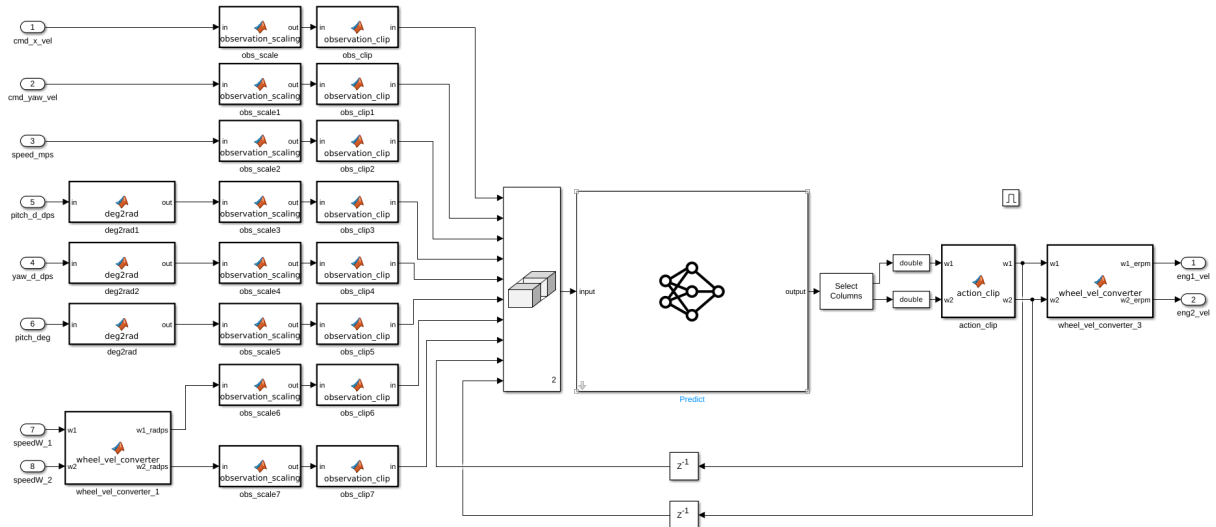 1
cmd_x_vel
in
observation_scaling
out
obs_scale
in
observation_clip
obs_clip
2
cmd_yaw_vel
in
observation_scaling
out
obs_scale1
in
observation_clip
obs_clip1
3
speed_mps
in
observation_scaling
out
obs_scale2
in
observation_clip
obs_clip2
5
pitch_d_dps
in
deg2rad
out
deg2rad1
in
observation_scaling
out
obs_scale3
in
observation_clip
obs_clip3
4
yaw_d_dps
in
deg2rad
out
deg2rad2
in
observation_scaling
out
obs_scale4
in
observation_clip
obs_clip4
6
pitch_deg
in
deg2rad
out
deg2rad
in
observation_scaling
out
obs_scale5
in
observation_clip
obs_clip5
7
speedW_1
8
speedW_2
w1
w2
wheel_vel_converter
w1_radps
w2_radps
wheel_vel_converter_1
in
observation_scaling
out
obs_scale6
in
observation_clip
obs_clip6
in
observation_scaling
out
obs_scale7
in
observation_clip
obs_clip7
2
input
output
Predict
Select
Columns
double
double
w1
w2
action_clip
w1
w2
action_clip
w1
w2
wheel_vel_converter
w1_erpm
w2_erpm
wheel_vel_converter_3
1
eng1_vel
2
eng2_vel
z-1
z-1